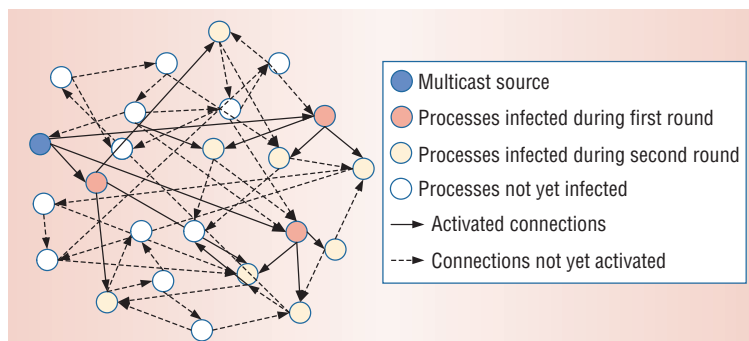 Multicast source
Processes infected during first round
Processes infected during second round
Processes not yet infected
Activated connections
Connections not yet activated